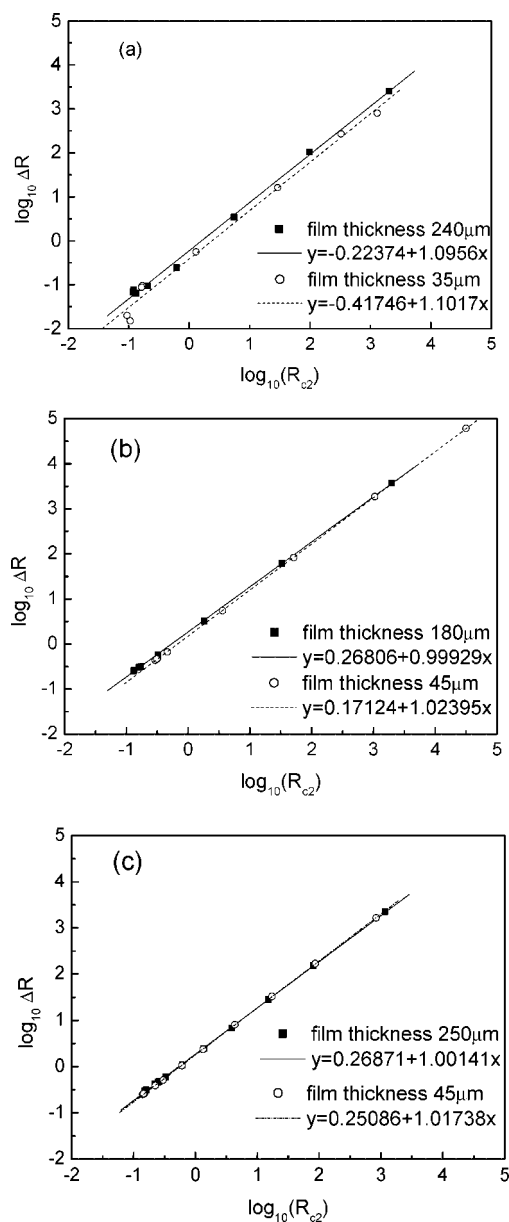 (a)
5
4
3
2
1
0
-1
-2
log₁₀ ΔR
film thickness 240μm
y=-0.22374+1.0956x
film thickness 35μm
y=-0.41746+1.1017x
-2 -1 0 1 2 3 4 5
log₁₀(R_c2)
(b)
5
4
3
2
1
0
-1
-2
log₁₀ ΔR
film thickness 180μm
y=0.26806+0.99929x
film thickness 45μm
y=0.17124+1.02395x
-2 -1 0 1 2 3 4 5
log₁₀(R_c2)
(c)
5
4
3
2
1
0
-1
-2
log₁₀ ΔR
film thickness 250μm
y=0.26871+1.00141x
film thickness 45μm
y=0.25086+1.01738x
-2 -1 0 1 2 3 4 5
log₁₀(R_c2)